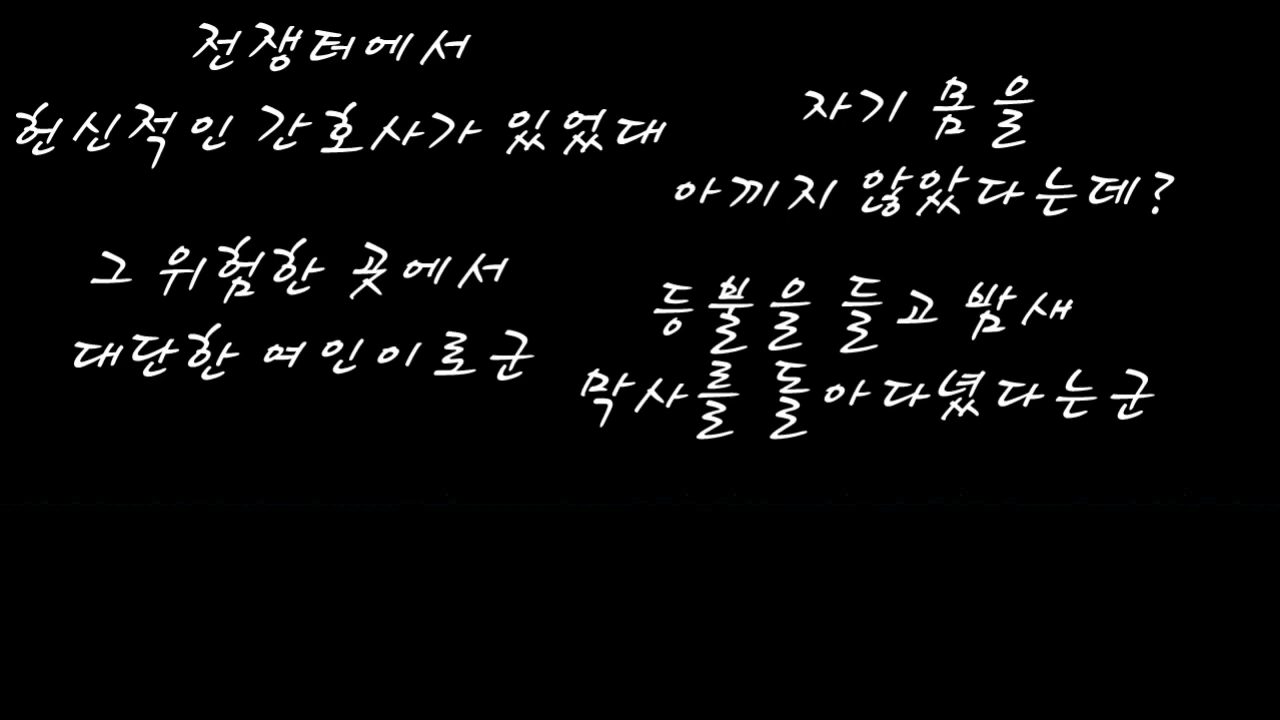 전쟁터에서
헌신적인 간호사가 있었대
자기 몸을
아끼지 않았다는데?
그 위험한 곳에서
대단한 여인이로군
등불을 들고 밤새
막사를 돌아다녔다는군